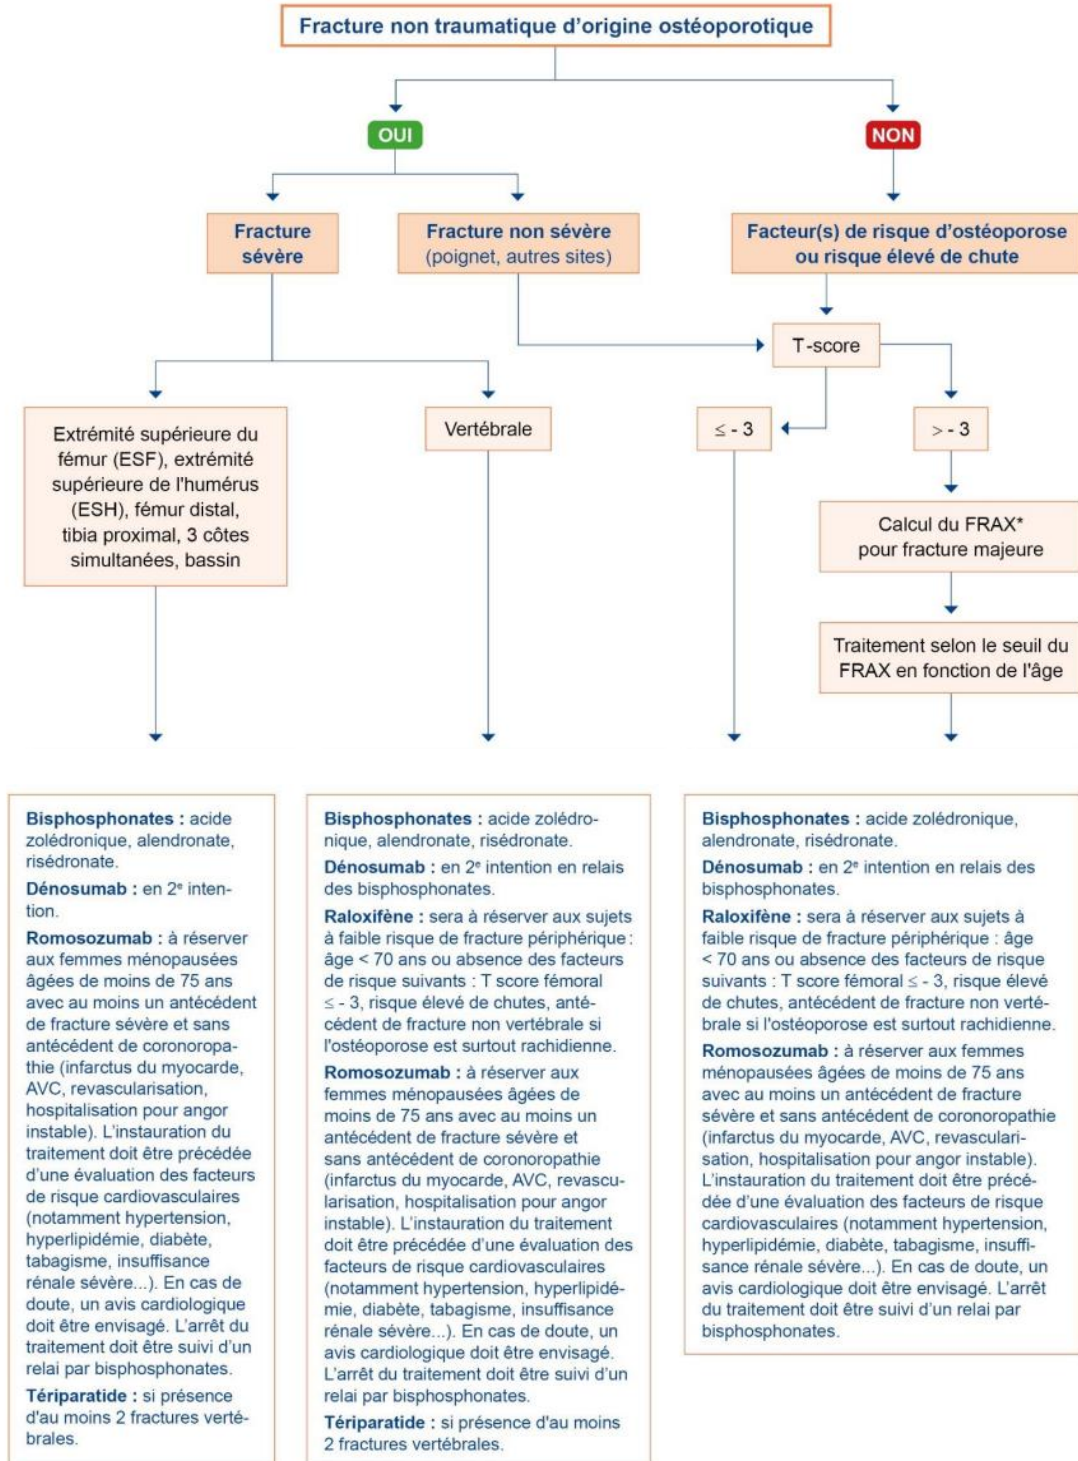 Fracture non traumatique d'origine ostéoporotique
OUI
NON
Fracture
sévère
Fracture non sévère
(poignet, autres sites)
Facteur(s) de risque d'ostéoporose
ou risque élevé de chute
T-score
Extrémité supérieure du
fémur (ESF), extrémité
supérieure de l'humérus
(ESH), fémur distal,
tibia proximal, 3 côtes
simultanées, bassin
Vertébrale
≤ - 3
> - 3
Calcul du FRAX*
pour fracture majeure
Traitement selon le seuil du
FRAX en fonction de l'âge
Bisphosphonates : acide
zolédronique, alendronate,
risédronate.
Dénosumab : en 2e inten-
tion.
Romosozumab : à réserver
aux femmes ménopausées
âgées de moins de 75 ans
avec au moins un antécédent
de fracture sévère et sans
antécédent de coronoropa-
thie (infarctus du myocarde,
AVC, revascularisation,
hospitalisation pour angor
instable). L'instauration du
traitement doit être précédée
d'une évaluation des facteurs
de risque cardiovasculaires
(notamment hypertension,
hyperlipidémie, diabète,
tabagisme, insuffisance
rénale sévère...). En cas de
doute, un avis cardiologique
doit être envisagé. L'arrêt du
traitement doit être suivi d'un
relai par bisphosphonates.
Tériparatide : si présence
d'au moins 2 fractures verté-
brales.
Bisphosphonates : acide zolédro-
nique, alendronate, risédronate.
Dénosumab : en 2e intention en relais
des bisphosphonates.
Raloxifène : sera à réserver aux sujets
à faible risque de fracture périphérique :
âge < 70 ans ou absence des facteurs
de risque suivants : T score fémoral
≤ - 3, risque élevé de chutes, anté-
cédent de fracture non vertébrale si
l'ostéoporose est surtout rachidienne.
Romosozumab : à réserver aux
femmes ménopausées âgées de
moins de 75 ans avec au moins un
antécédent de fracture sévère et
sans antécédent de coronoropathie
(infarctus du myocarde, AVC, revascu-
larisation, hospitalisation pour angor
instable). L'instauration du traitement
doit être précédée d'une évaluation des
facteurs de risque cardiovasculaires
(notamment hypertension, hyperlipidé-
mie, diabète, tabagisme, insuffisance
rénale sévère...). En cas de doute, un
avis cardiologique doit être envisagé.
L'arrêt du traitement doit être suivi d'un
relai par bisphosphonates.
Tériparatide : si présence d'au moins
2 fractures vertébrales.
Bisphosphonates : acide zolédronique,
alendronate, risédronate.
Dénosumab : en 2e intention en relais des
bisphosphonates.
Raloxifène : sera à réserver aux sujets à
faible risque de fracture périphérique : âge
< 70 ans ou absence des facteurs de risque
suivants : T score fémoral ≤ - 3, risque élevé
de chutes, antécédent de fracture non verté-
brale si l'ostéoporose est surtout rachidienne.
Romosozumab : à réserver aux femmes
ménopausées âgées de moins de 75 ans
avec au moins un antécédent de fracture
sévère et sans antécédent de coronoropathie
(infarctus du myocarde, AVC, revasculari-
sation, hospitalisation pour angor instable).
L'instauration du traitement doit être précé-
dée d'une évaluation des facteurs de risque
cardiovasculaires (notamment hypertension,
hyperlipidémie, diabète, tabagisme, insuffi-
sance rénale sévère...). En cas de doute, un
avis cardiologique doit être envisagé. L'arrêt
du traitement doit être suivi d'un relai par
bisphosphonates.